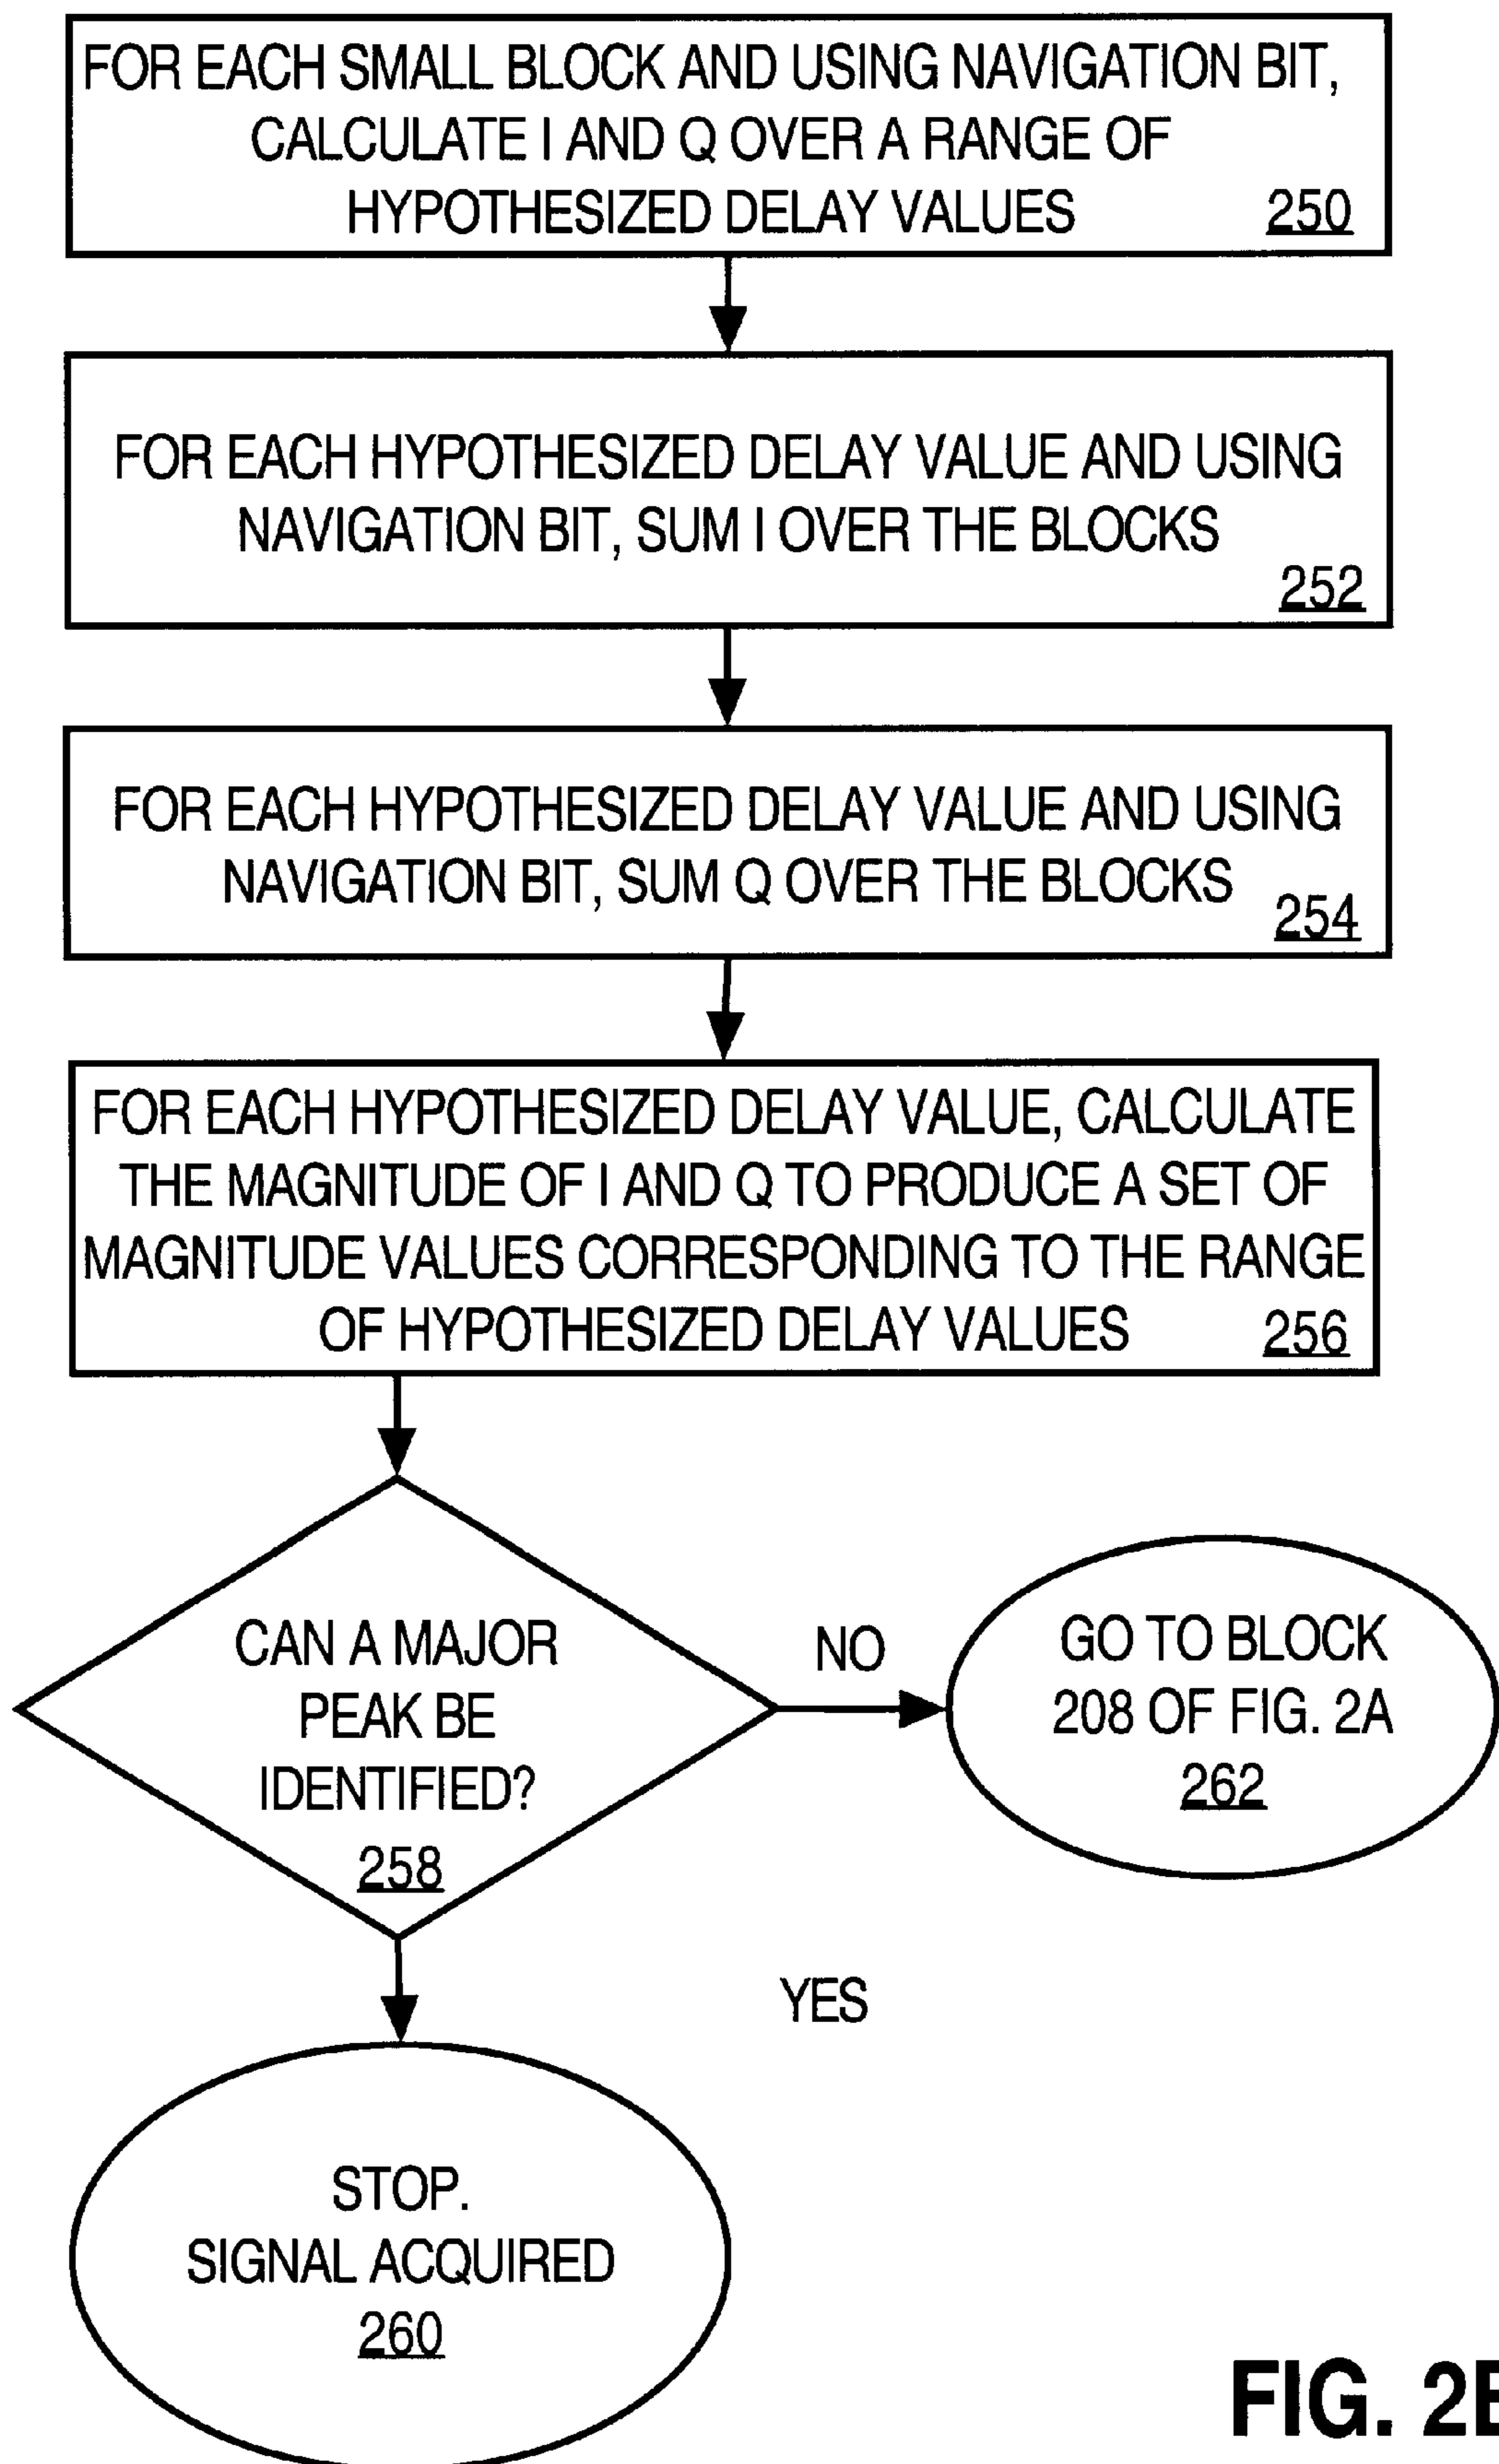 FOR EACH SMALL BLOCK AND USING NAVIGATION BIT,
CALCULATE I AND Q OVER A RANGE OF
HYPOTHESIZED DELAY VALUES 250
FOR EACH HYPOTHESIZED DELAY VALUE AND USING
NAVIGATION BIT, SUM I OVER THE BLOCKS
252
FOR EACH HYPOTHESIZED DELAY VALUE AND USING
NAVIGATION BIT, SUM Q OVER THE BLOCKS
254
FOR EACH HYPOTHESIZED DELAY VALUE, CALCULATE
THE MAGNITUDE OF I AND Q TO PRODUCE A SET OF
MAGNITUDE VALUES CORRESPONDING TO THE RANGE
OF HYPOTHESIZED DELAY VALUES 256
CAN A MAJOR
PEAK BE
IDENTIFIED?
258
NO
GO TO BLOCK
208 OF FIG. 2A
262
YES
STOP.
SIGNAL ACQUIRED
260
FIG.